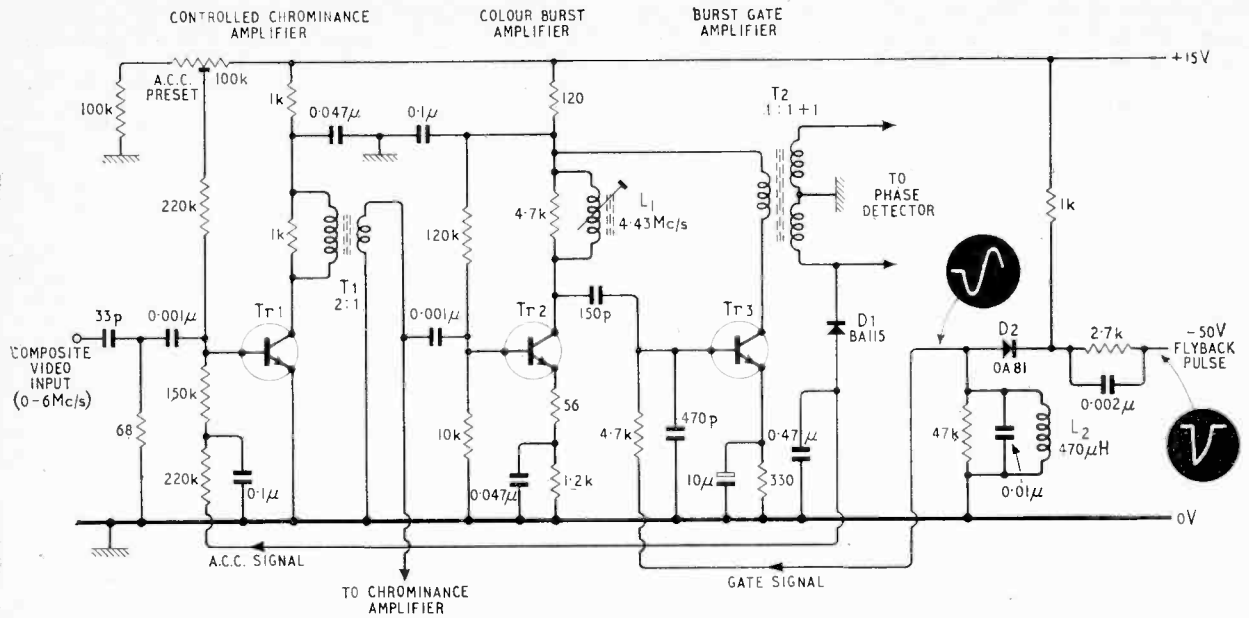 CONTROLLED CHROMINANCE
AMPLIFIER
COLOUR BURST
AMPLIFIER
BURST GATE
AMPLIFIER
+15V
A.C.C.
PRESET
100k
100k
1k
0·047μ
0·1μ
120
T2
1:1+1
TO
PHASE
DETECTOR
220k
1k
T1
2:1
120k
4·7k
L1
4·43Mc/s
1k
33p
0·001μ
Tr1
0·001μ
Tr2
150p
Tr3
D1
BA115
D2
OA81
2·7k
0·002μ
-50V
FLYBACK
PULSE
COMPOSITE
VIDEO
INPUT
(0-6Mc/s)
68
150k
220k
0·1μ
10k
56
0·047μ
1·2k
4·7k
470p
10μ
330
0·47μ
47k
0·01μ
L2
470μH
0V
A.C.C. SIGNAL
GATE SIGNAL
TO CHROMINANCE
AMPLIFIER